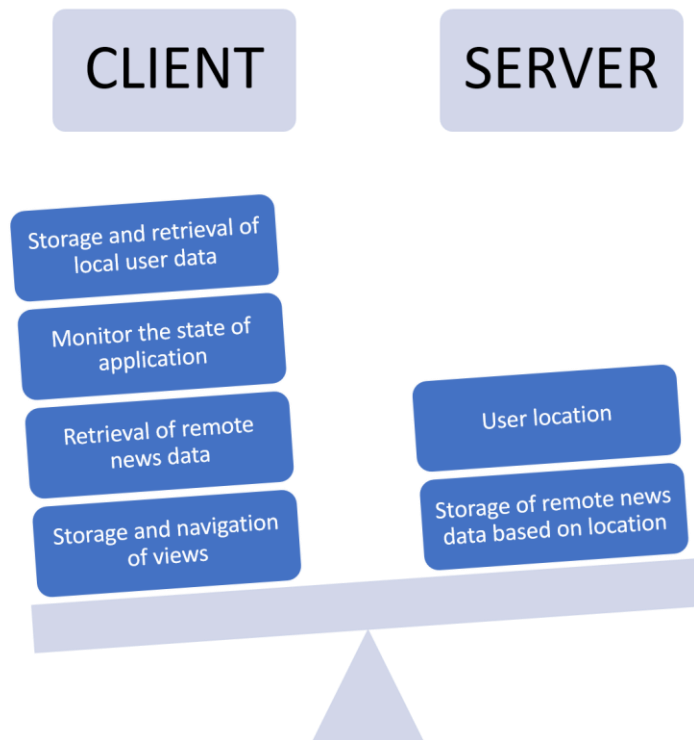 CLIENT
SERVER
Storage and retrieval of
local user data
Monitor the state of
application
Retrieval of remote
news data
Storage and navigation
of views
User location
Storage of remote news
data based on location